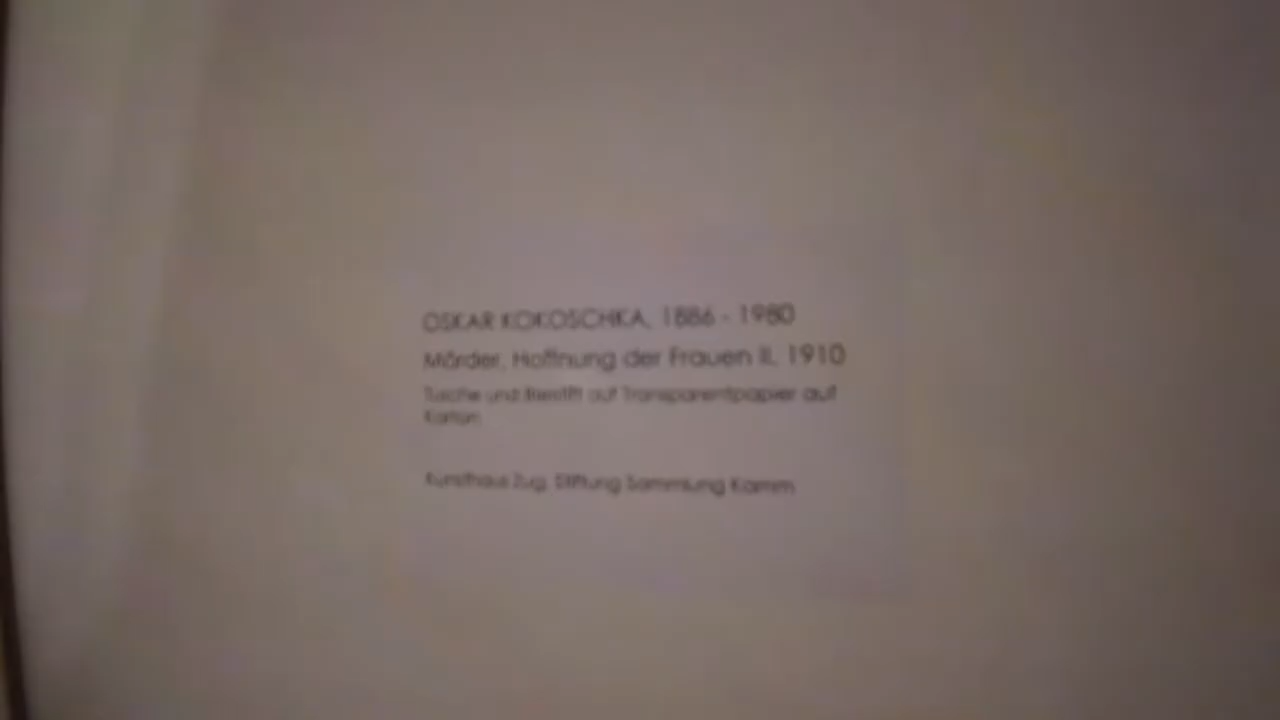 OSKAR KOKOSCHKA, 1886 - 1980
Mörder, Hoffnung der Frauen II, 1910
Tusche und Bleistift auf Transparentpapier auf
Karton
Kunsthaus Zug, Stiftung Sammlung Kamm